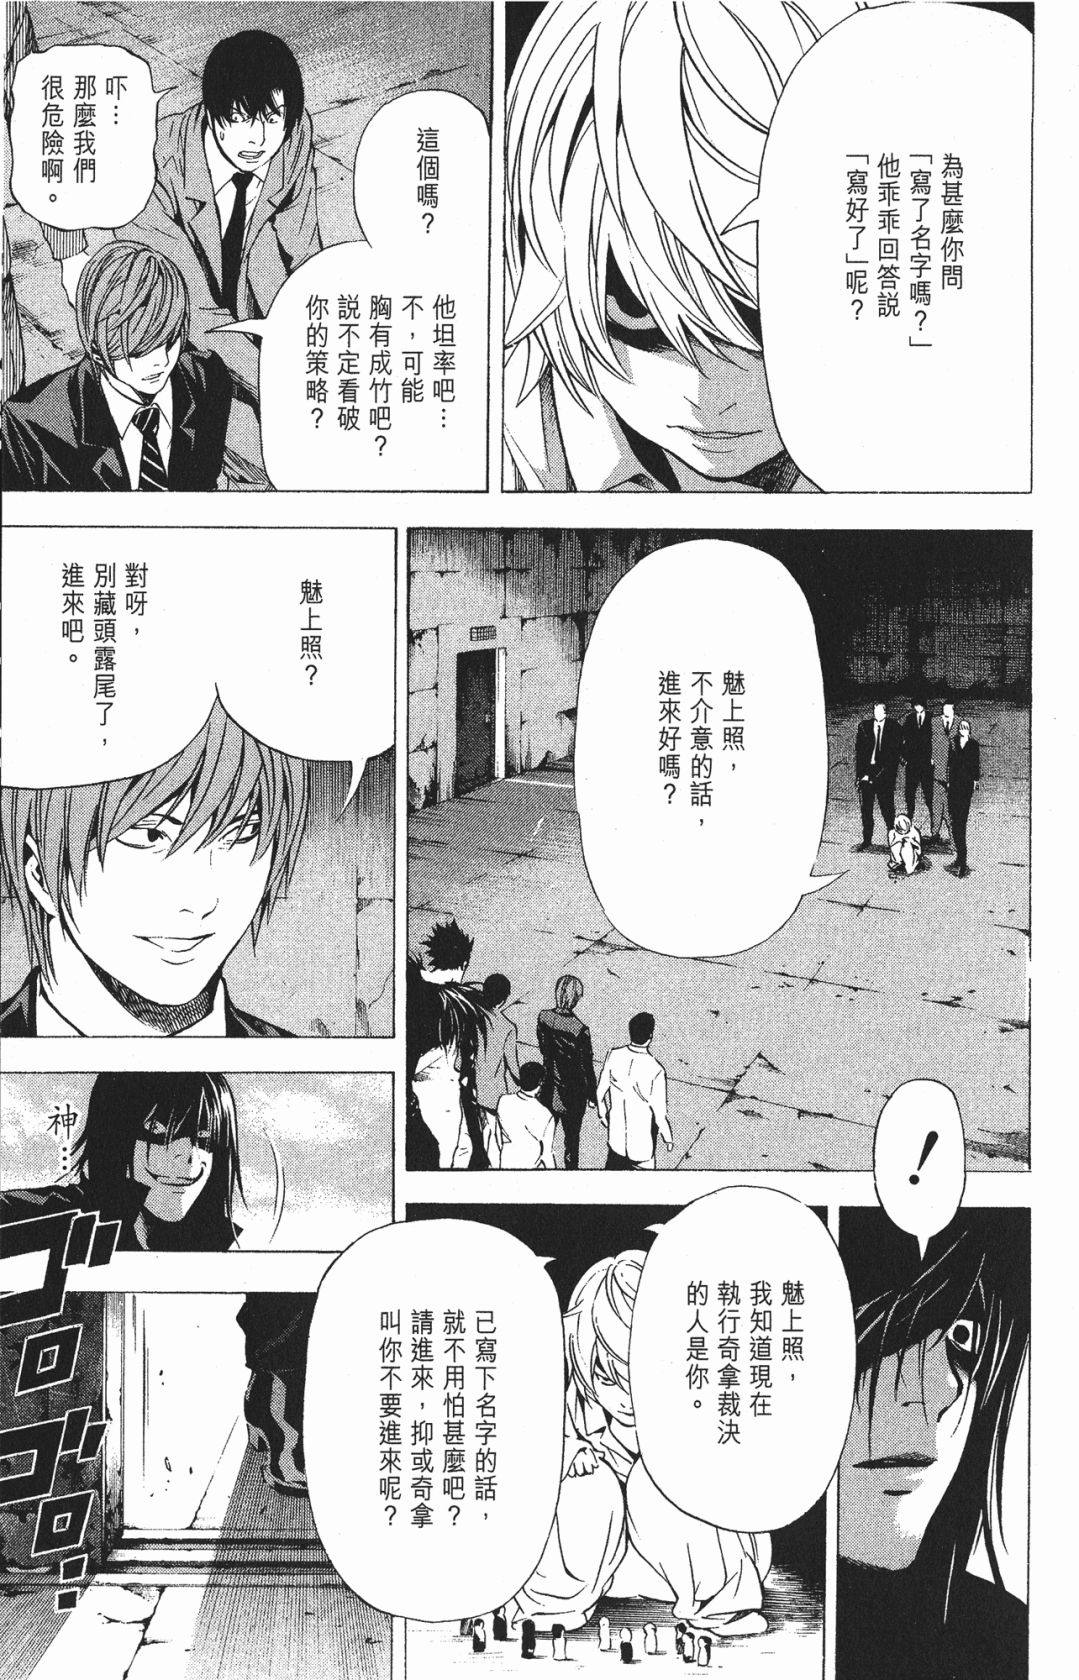 為甚麼你問
「寫了名字嗎？」
他乖乖回答説
「寫好了」呢？
這個嗎？
他坦率吧…
不，可能
胸有成竹吧？
説不定看破
你的策略？
吓…
那麼我們
很危險啊。
魅上照，
不介意的話，
進來好嗎？
魅上照？
對呀，
別藏頭露尾了，
進來吧。
！
魅上照，
我知道現在
執行奇拿裁決
的人是你。
已寫下名字的話，
就不用怕甚麼吧？
請進來，抑或奇拿
叫你不要進來呢？
神…
ゴゴゴ…